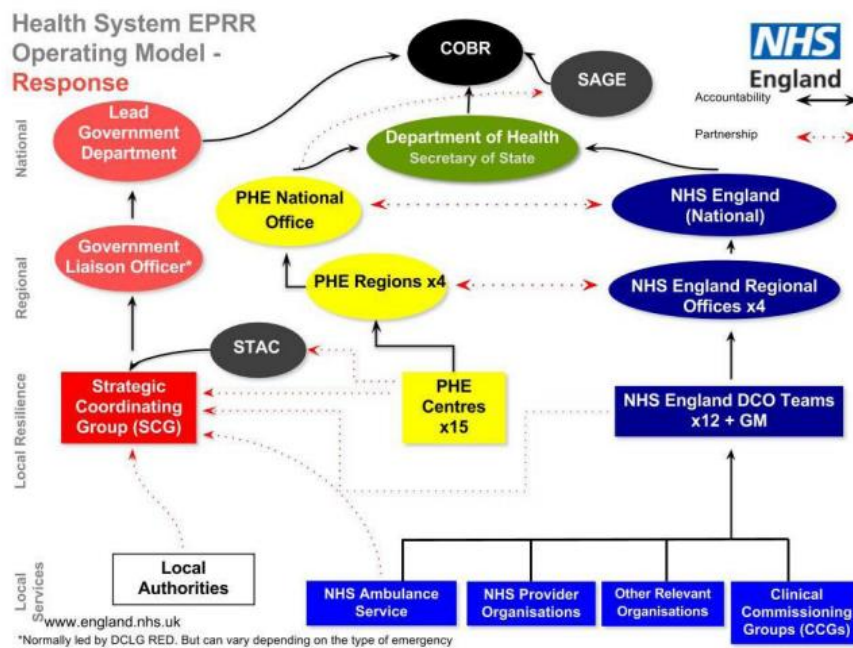 Health System EPRR
Operating Model -
Response
NHS
England
COBR
SAGE
Accountability
Partnership
National
Lead
Government
Department
Department of Health
Secretary of State
PHE National
Office
NHS England
(National)
Regional
Government
Liaison Officer*
PHE Regions x4
NHS England Regional
Offices x4
STAC
Local Resilience
Strategic
Coordinating
Group (SCG)
PHE
Centres
x15
NHS England DCO Teams
x12 + GM
Local
Services
Local
Authorities
NHS Ambulance
Service
NHS Provider
Organisations
Other Relevant
Organisations
Clinical
Commissioning
Groups (CCGs)
www.england.nhs.uk
*Normally led by DCLG RED. But can vary depending on the type of emergency